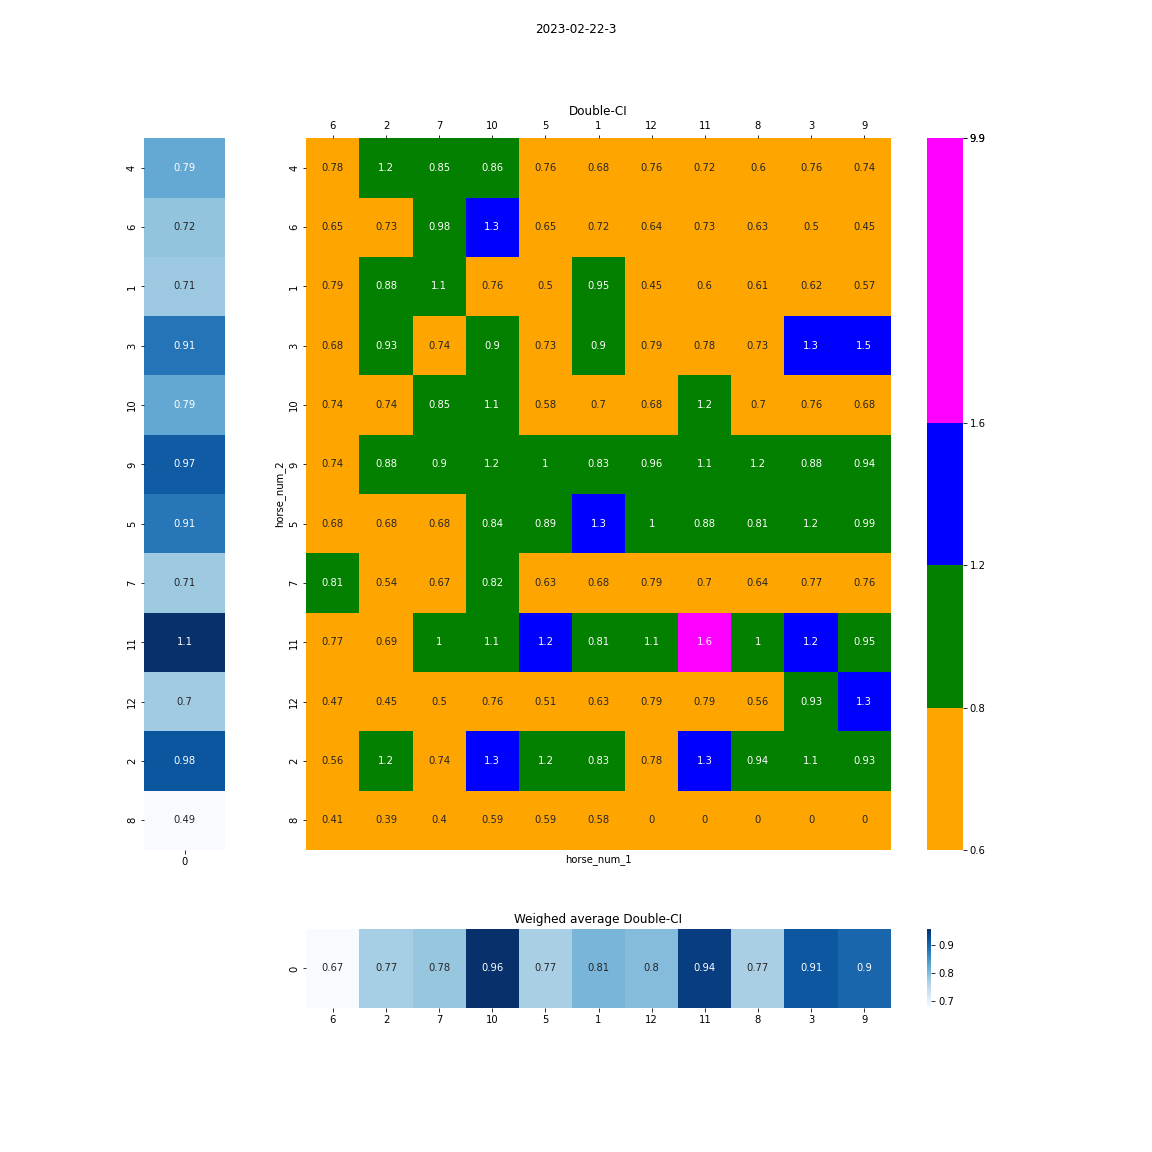 2023-02-22-3
Double-CI
6 2 7 10 5 1 12 11 8 3 9
4 0.79 4 0.78 1.2 0.85 0.86 0.76 0.68 0.76 0.72 0.6 0.76 0.74 9.9
6 0.72 6 0.65 0.73 0.98 1.3 0.65 0.72 0.64 0.73 0.63 0.5 0.45
1 0.71 1 0.79 0.88 1.1 0.76 0.5 0.95 0.45 0.6 0.61 0.62 0.57
3 0.91 3 0.68 0.93 0.74 0.9 0.73 0.9 0.79 0.78 0.73 1.3 1.5
10 0.79 10 0.74 0.74 0.85 1.1 0.58 0.7 0.68 1.2 0.7 0.76 0.68 1.6
9 0.97 9 0.74 0.88 0.9 1.2 1 0.83 0.96 1.1 1.2 0.88 0.94
horse_num_2
5 0.91 5 0.68 0.68 0.68 0.84 0.89 1.3 1 0.88 0.81 1.2 0.99
7 0.71 7 0.81 0.54 0.67 0.82 0.63 0.68 0.79 0.7 0.64 0.77 0.76 1.2
11 1.1 11 0.77 0.69 1 1.1 1.2 0.81 1.1 1.6 1 1.2 0.95
12 0.7 12 0.47 0.45 0.5 0.76 0.51 0.63 0.79 0.79 0.56 0.93 1.3 0.8
2 0.98 2 0.56 1.2 0.74 1.3 1.2 0.83 0.78 1.3 0.94 1.1 0.93
8 0.49 8 0.41 0.39 0.4 0.59 0.59 0.58 0 0 0 0 0 0.6
0 horse_num_1
Weighed average Double-CI
0 0.67 0.77 0.78 0.96 0.77 0.81 0.8 0.94 0.77 0.91 0.9
0.9
0.8
0.7
6 2 7 10 5 1 12 11 8 3 9